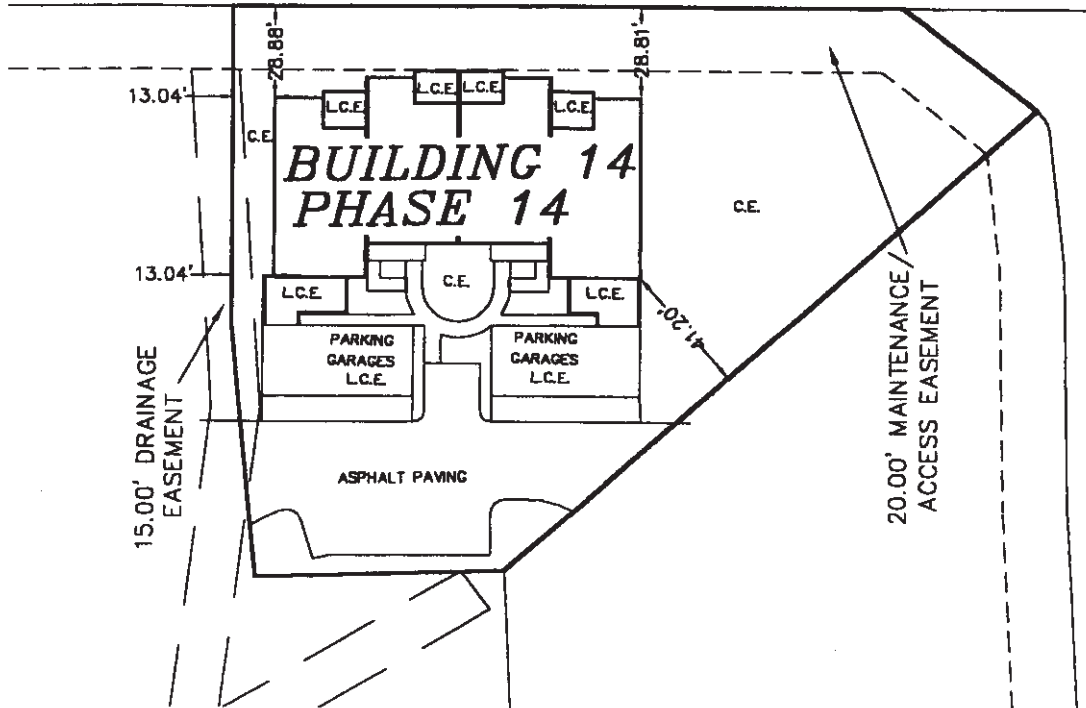 28.88'
28.81'
13.04'
L.C.E.
L.C.E.
L.C.E.
L.C.E.
C.E.
BUILDING 14
PHASE 14
C.E.
13.04'
C.E.
L.C.E.
L.C.E.
41.20'
PARKING
GARAGES
L.C.E.
PARKING
GARAGES
L.C.E.
15.00' DRAINAGE
EASEMENT
20.00' MAINTENANCE/
ACCESS EASEMENT
ASPHALT PAVING